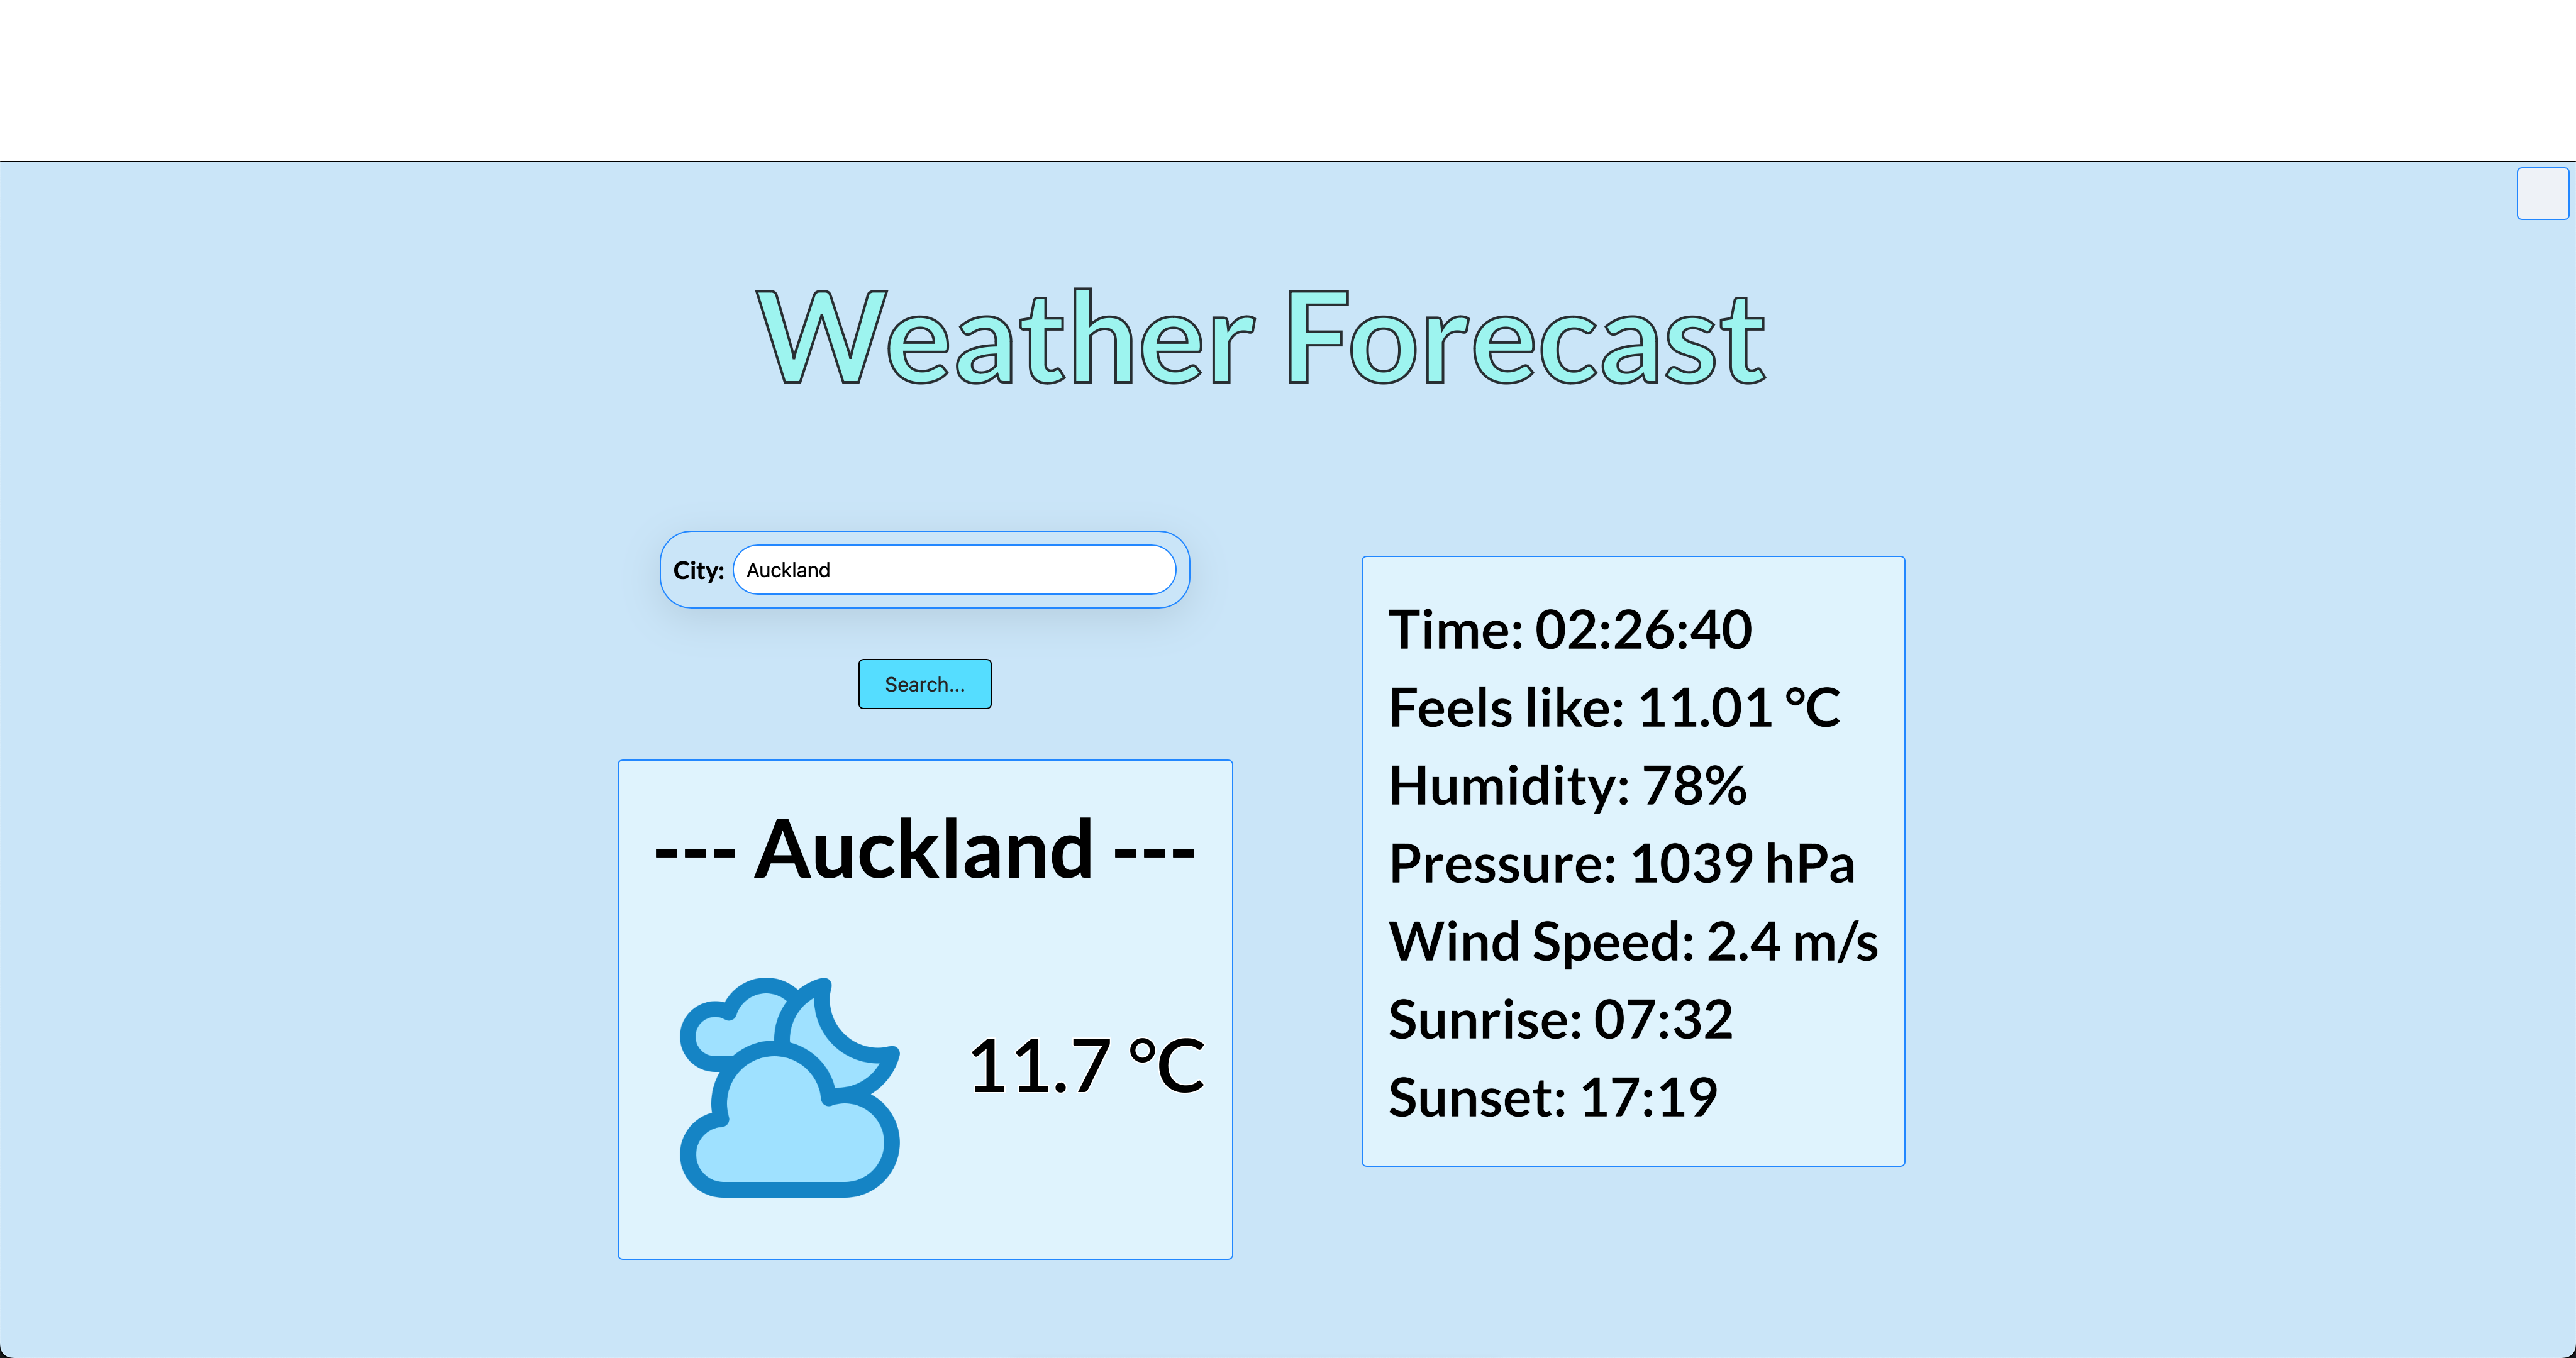 Weather Forecast
City: Auckland
Search...
--- Auckland ---
11.7 °C
Time: 02:26:40
Feels like: 11.01 °C
Humidity: 78%
Pressure: 1039 hPa
Wind Speed: 2.4 m/s
Sunrise: 07:32
Sunset: 17:19